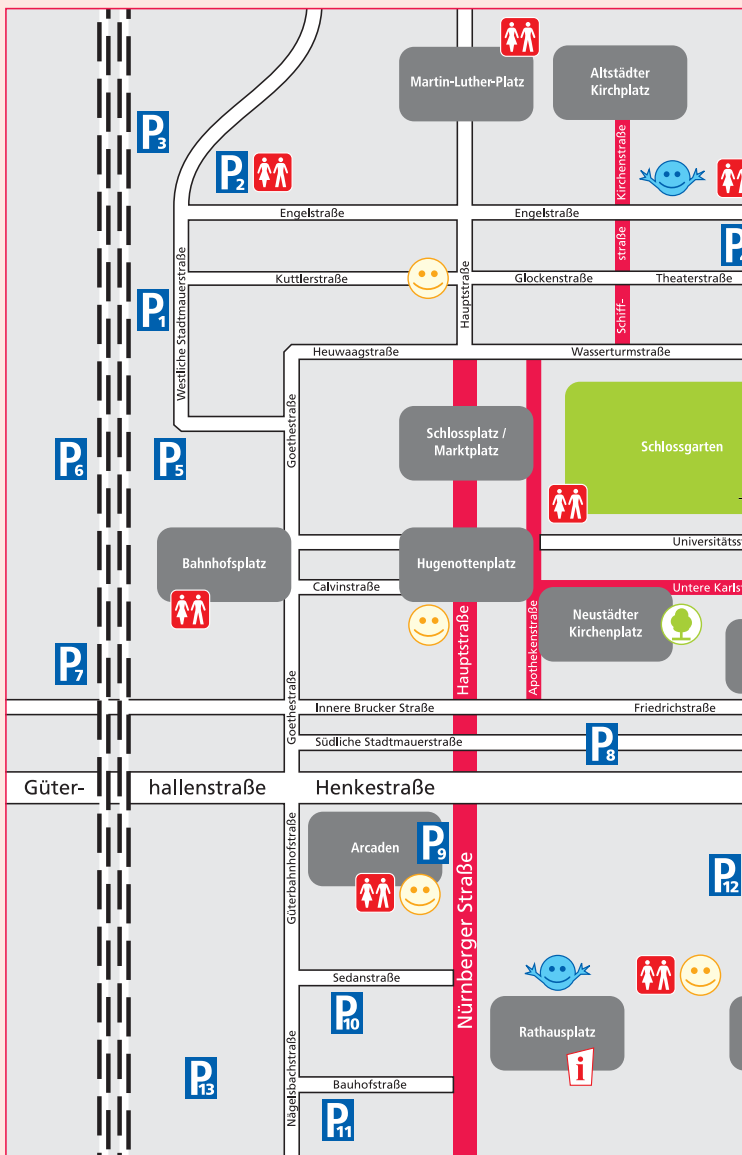 Martin-Luther-Platz
Altstädter
Kirchplatz
P3
P2
Kirchenstraße
Engelstraße
Engelstraße
straße
P
Westliche Stadtmauerstraße
Kuttlerstraße
Hauptstraße
Glockenstraße
Theaterstraße
P1
Schiff-
Heuwaagstraße
Wasserturmstraße
Goethestraße
Schlossplatz /
Marktplatz
Schlossgarten
P6
P5
Universitätss
Bahnhofsplatz
Hugenottenplatz
Calvinstraße
Untere Karlst
Neustädter
Kirchenplatz
Hauptstraße
Apothekenstraße
P7
Goethestraße
Innere Brucker Straße
Friedrichstraße
Südliche Stadtmauerstraße
P8
Güter-
hallenstraße
Henkestraße
Güterbahnhofstraße
Arcaden
P9
P12
Nürnberger Straße
Sedanstraße
P10
Rathausplatz
i
Nägelsbachstraße
P13
Bauhofstraße
P11